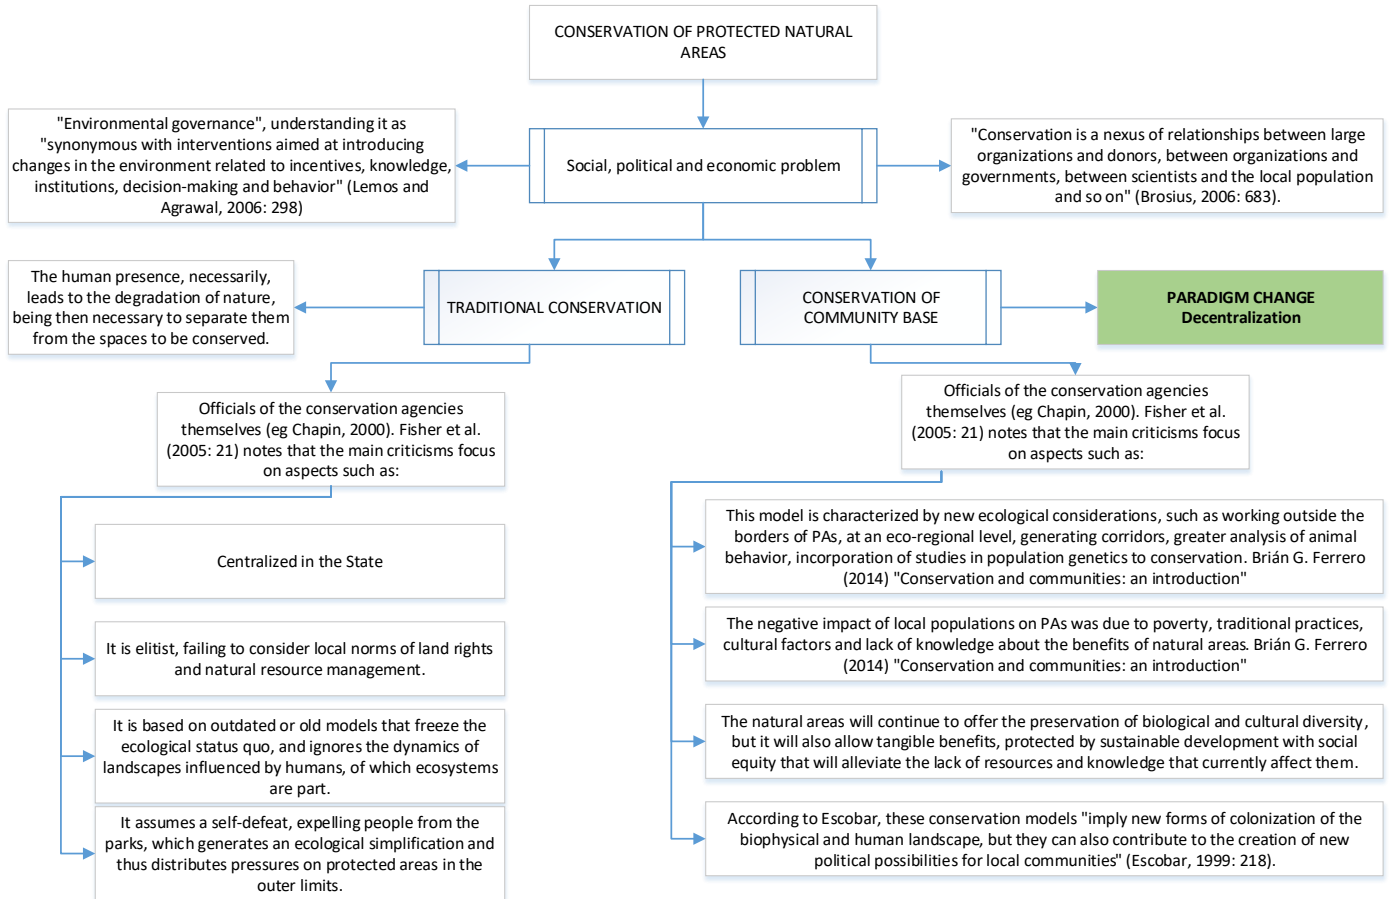 CONSERVATION OF PROTECTED NATURAL
AREAS
"Environmental governance", understanding it as
"synonymous with interventions aimed at introducing
changes in the environment related to incentives, knowledge,
institutions, decision-making and behavior" (Lemos and
Agrawal, 2006: 298)
Social, political and economic problem
"Conservation is a nexus of relationships between large
organizations and donors, between organizations and
governments, between scientists and the local population
and so on" (Brosius, 2006: 683).
The human presence, necessarily,
leads to the degradation of nature,
being then necessary to separate them
from the spaces to be conserved.
TRADITIONAL CONSERVATION
CONSERVATION OF
COMMUNITY BASE
PARADIGM CHANGE
Decentralization
Officials of the conservation agencies
themselves (eg Chapin, 2000). Fisher et al.
(2005: 21) notes that the main criticisms focus
on aspects such as:
Centralized in the State
It is elitist, failing to consider local norms of land rights
and natural resource management.
It is based on outdated or old models that freeze the
ecological status quo, and ignores the dynamics of
landscapes influenced by humans, of which ecosystems
are part.
It assumes a self-defeat, expelling people from the
parks, which generates an ecological simplification and
thus distributes pressures on protected areas in the
outer limits.
Officials of the conservation agencies
themselves (eg Chapin, 2000). Fisher et al.
(2005: 21) notes that the main criticisms focus
on aspects such as:
This model is characterized by new ecological considerations, such as working outside the
borders of PAs, at an eco-regional level, generating corridors, greater analysis of animal
behavior, incorporation of studies in population genetics to conservation. Brián G. Ferrero
(2014) "Conservation and communities: an introduction"
The negative impact of local populations on PAs was due to poverty, traditional practices,
cultural factors and lack of knowledge about the benefits of natural areas. Brián G. Ferrero
(2014) "Conservation and communities: an introduction"
The natural areas will continue to offer the preservation of biological and cultural diversity,
but it will also allow tangible benefits, protected by sustainable development with social
equity that will alleviate the lack of resources and knowledge that currently affect them.
According to Escobar, these conservation models "imply new forms of colonization of the
biophysical and human landscape, but they can also contribute to the creation of new
political possibilities for local communities" (Escobar, 1999: 218).